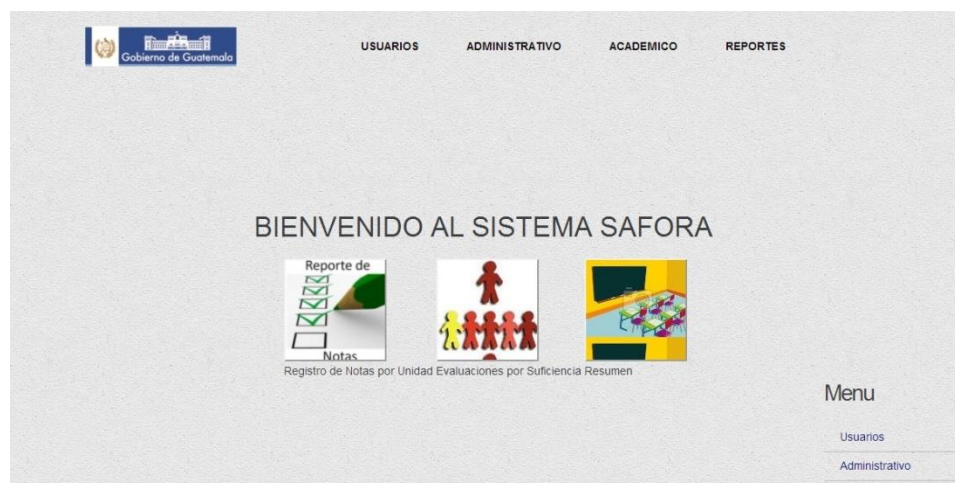 Gobierno de Guatemala
USUARIOS ADMINISTRATIVO ACADEMICO REPORTES
BIENVENIDO AL SISTEMA SAFORA
Reporte de
Notas
Registro de Notas por Unidad Evaluaciones por Suficiencia Resumen
Menu
Usuarios
Administrativo